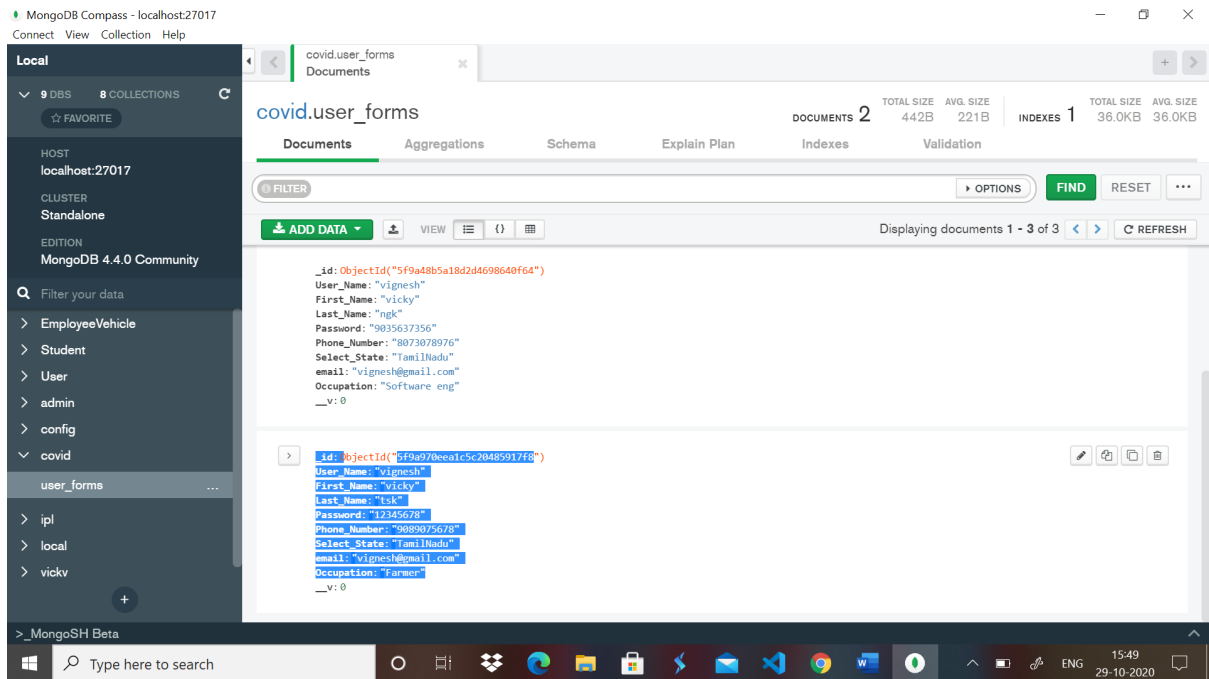 MongoDB Compass - localhost:27017
Connect View Collection Help
Local
9 DBS 8 COLLECTIONS
☆ FAVORITE
HOST
localhost:27017
CLUSTER
Standalone
EDITION
MongoDB 4.4.0 Community
Filter your data
EmployeeVehicle
Student
User
admin
config
covid
user_forms ...
ipl
local
vickv
+
covid.user_forms
Documents
covid.user_forms
DOCUMENTS 2 TOTAL SIZE 442B AVG. SIZE 221B INDEXES 1 TOTAL SIZE 36.0KB AVG. SIZE 36.0KB
Documents Aggregations Schema Explain Plan Indexes Validation
FILTER OPTIONS FIND RESET ...
ADD DATA VIEW {} Displaying documents 1 - 3 of 3 < > REFRESH
_id: ObjectId("5f9a48b5a18d2d4698640f64")
User_Name: "vignesh"
First_Name: "vicky"
Last_Name: "ngk"
Password: "9035637356"
Phone_Number: "8073078976"
Select_State: "TamilNadu"
email: "vignesh@gmail.com"
Occupation: "Software eng"
__v: 0
_id: ObjectId("5f9a970eea1c5c20485917f8")
User_Name: "vignesh"
First_Name: "vicky"
Last_Name: "tsk"
Password: "12345678"
Phone_Number: "9089075678"
Select_State: "TamilNadu"
email: "vignesh@gmail.com"
Occupation: "Farmer"
__v: 0
>_MongoSH Beta
Type here to search
ENG
15:49
29-10-2020